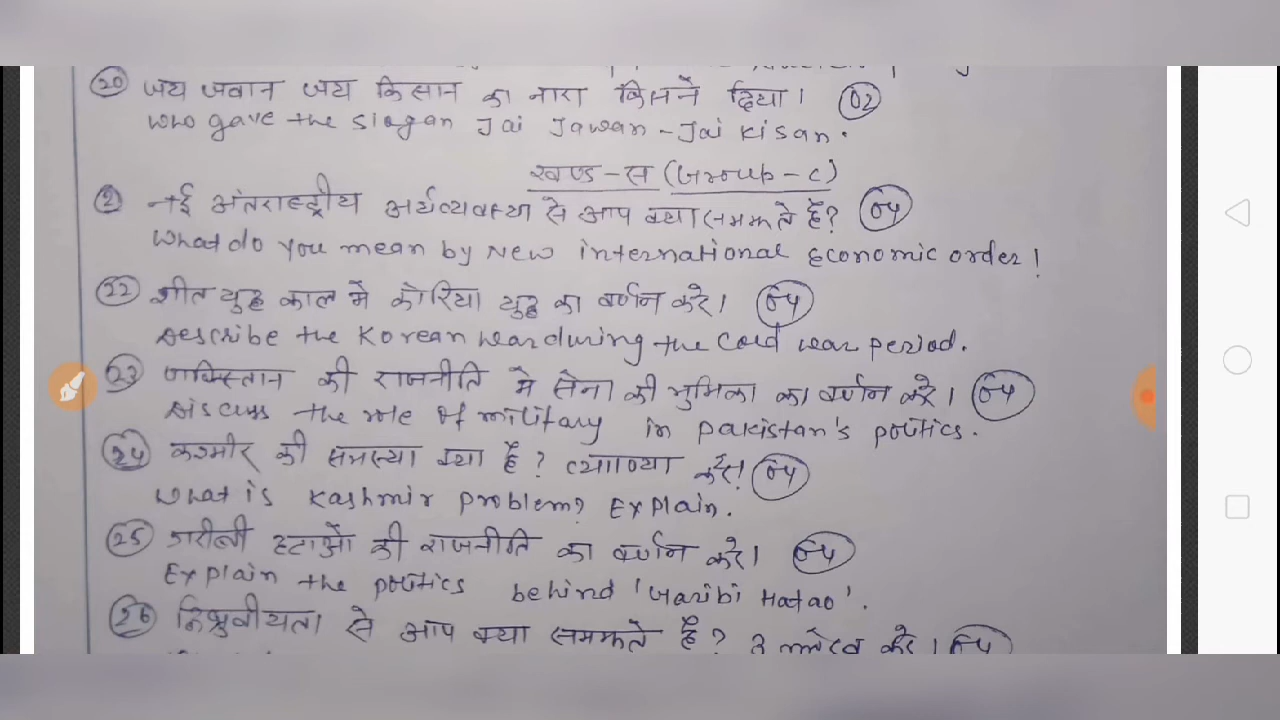 20 जय जवान जय किसान का नारा किसने दिया। 02
who gave the slogan Jai Jawan - Jai Kisan.
खण्ड-स (Group-C)
2 नई अंतराष्ट्रीय अर्थव्यवस्था से आप क्या समझते हैं? 04
What do you mean by New international Economic order!
22 शीत युद्ध काल में कोरिया युद्ध का वर्णन करे। 04
Describe the Korean war during the cold war period.
23 पाकिस्तान की राजनीति मे सेना की भुमिका का वर्णन करे। 04
Discuss the role of military in Pakistan's politics.
24 कश्मीर की समस्या क्या है? व्याख्या करें। 04
What is Kashmir problem? Explain.
25 गरीबी हटाओ की राजनीति का वर्णन करे। 04
Explain the politics behind 'Garibi Hatao'.
26 से आप क्या समझते है? उल्लेख करे। 04